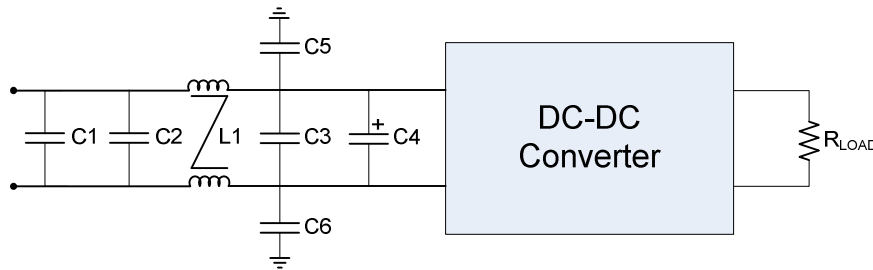 C5
C1
C2
L1
C3
+
C4
DC-DC
Converter
RLOAD
C6